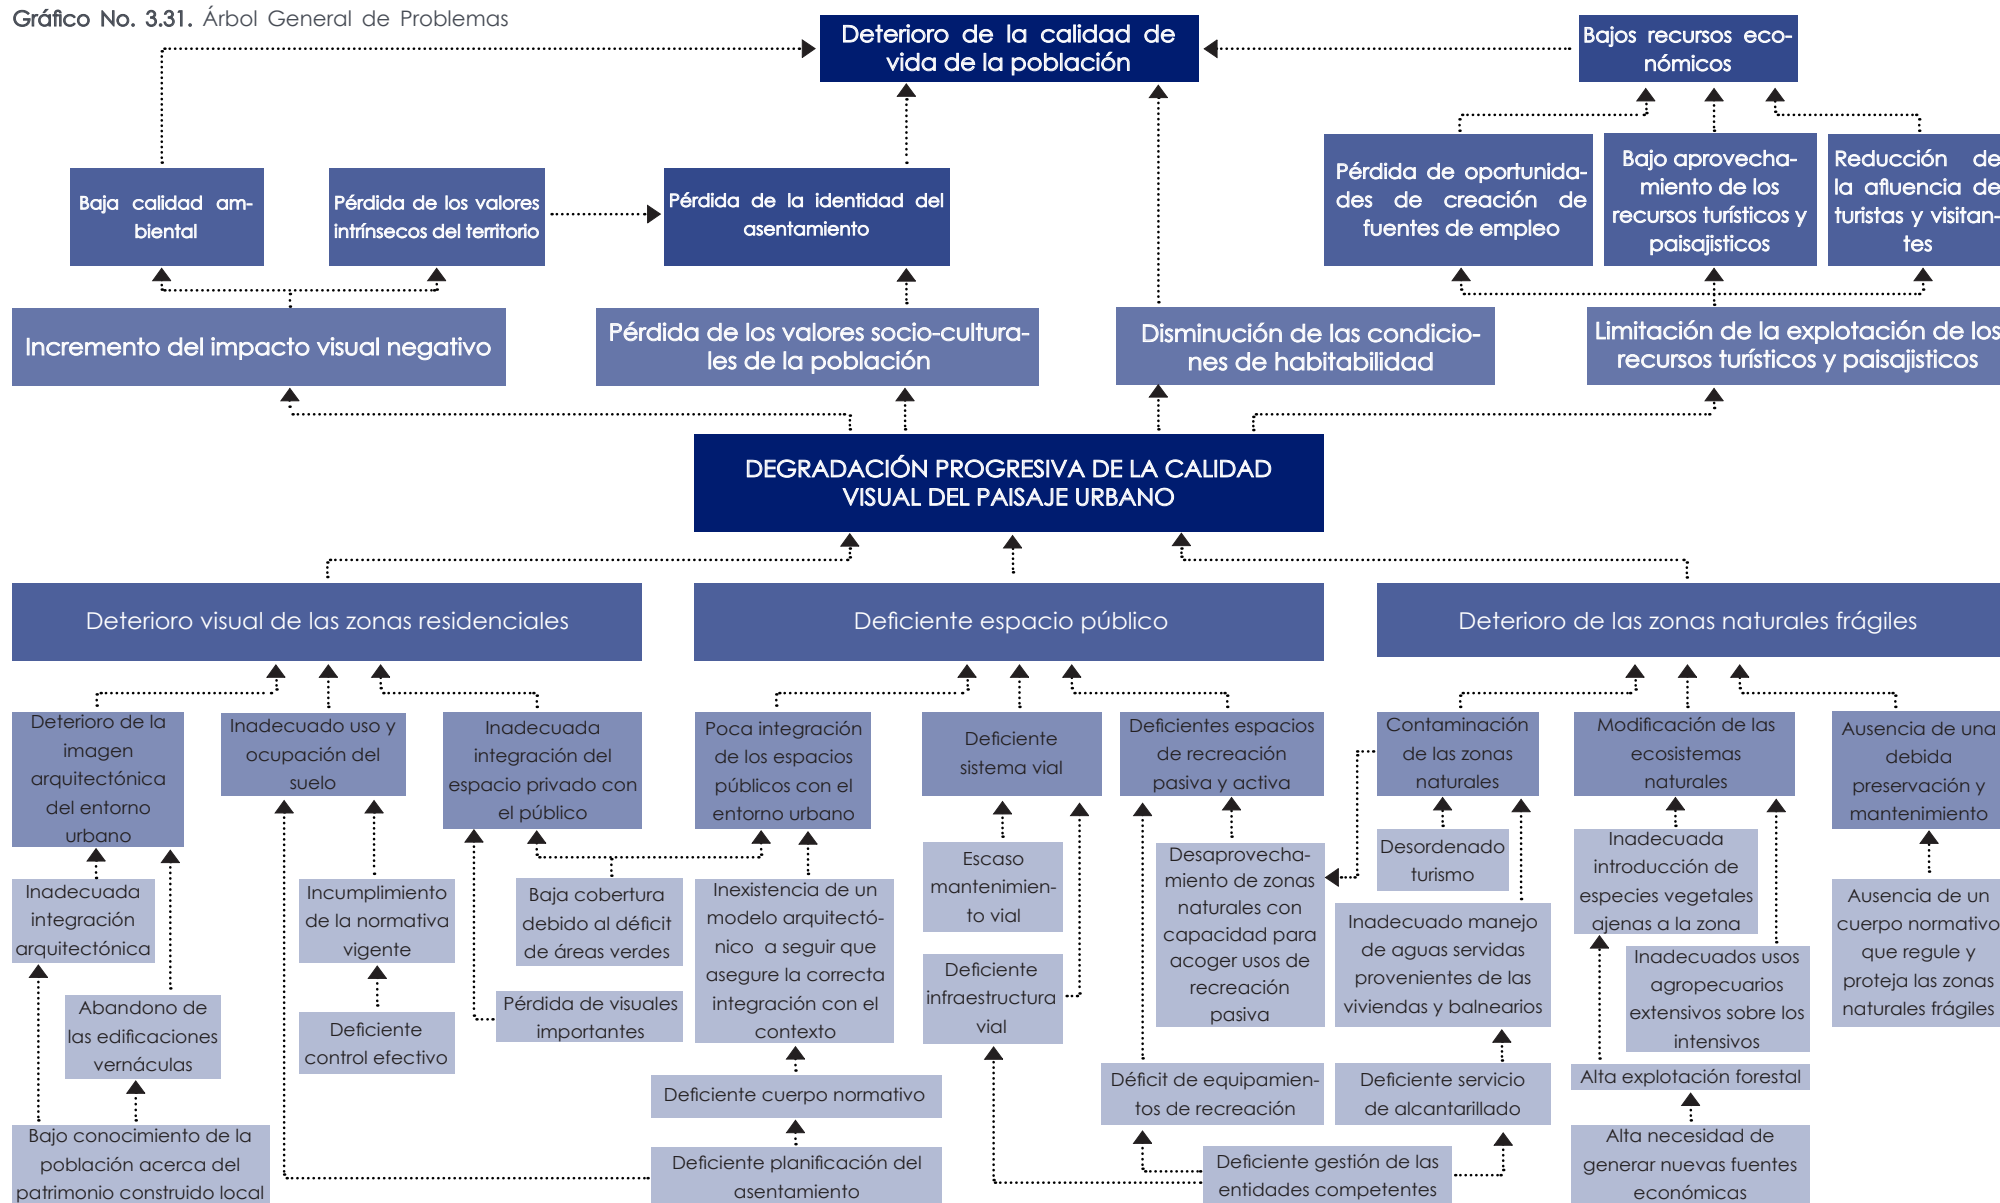 Gráfico No. 3.31. Árbol General de Problemas
Deterioro de la calidad de
vida de la población
Bajos recursos eco-
nómicos
Baja calidad am-
biental
Pérdida de los valores
intrínsecos del territorio
Pérdida de la identidad del
asentamiento
Pérdida de oportunida-
des de creación de
fuentes de empleo
Bajo aprovecha-
miento de los
recursos turísticos y
paisajisticos
Reducción de
la afluencia de
turistas y visitan-
tes
Incremento del impacto visual negativo
Pérdida de los valores socio-cultura-
les de la población
Disminución de las condicio-
nes de habitabilidad
Limitación de la explotación de los
recursos turísticos y paisajisticos
DEGRADACIÓN PROGRESIVA DE LA CALIDAD
VISUAL DEL PAISAJE URBANO
Deterioro visual de las zonas residenciales
Deficiente espacio público
Deterioro de las zonas naturales frágiles
Deterioro de la
imagen
arquitectónica
del entorno
urbano
Inadecuado uso y
ocupación del
suelo
Inadecuada
integración del
espacio privado con
el público
Poca integración
de los espacios
públicos con el
entorno urbano
Deficiente
sistema vial
Deficientes espacios
de recreación
pasiva y activa
Contaminación
de las zonas
naturales
Modificación de las
ecosistemas
naturales
Ausencia de una
debida
preservación y
mantenimiento
Inadecuada
integración
arquitectónica
Incumplimiento
de la normativa
vigente
Baja cobertura
debido al déficit
de áreas verdes
Inexistencia de un
modelo arquitectó-
nico a seguir que
asegure la correcta
integración con el
contexto
Escaso
mantenimien-
to vial
Desaprovecha-
miento de zonas
naturales con
capacidad para
acoger usos de
recreación
pasiva
Desordenado
turismo
Inadecuado manejo
de aguas servidas
provenientes de las
viviendas y balnearios
Inadecuada
introducción de
especies vegetales
ajenas a la zona
Ausencia de un
cuerpo normativo
que regule y
proteja las zonas
naturales frágiles
Abandono de
las edificaciones
vernáculas
Deficiente
control efectivo
Pérdida de visuales
importantes
Deficiente
infraestructura
vial
Inadecuados usos
agropecuarios
extensivos sobre los
intensivos
Deficiente cuerpo normativo
Déficit de equipamien-
tos de recreación
Deficiente servicio
de alcantarillado
Alta explotación forestal
Bajo conocimiento de la
población acerca del
patrimonio construido local
Deficiente planificación del
asentamiento
Deficiente gestión de las
entidades competentes
Alta necesidad de
generar nuevas fuentes
económicas